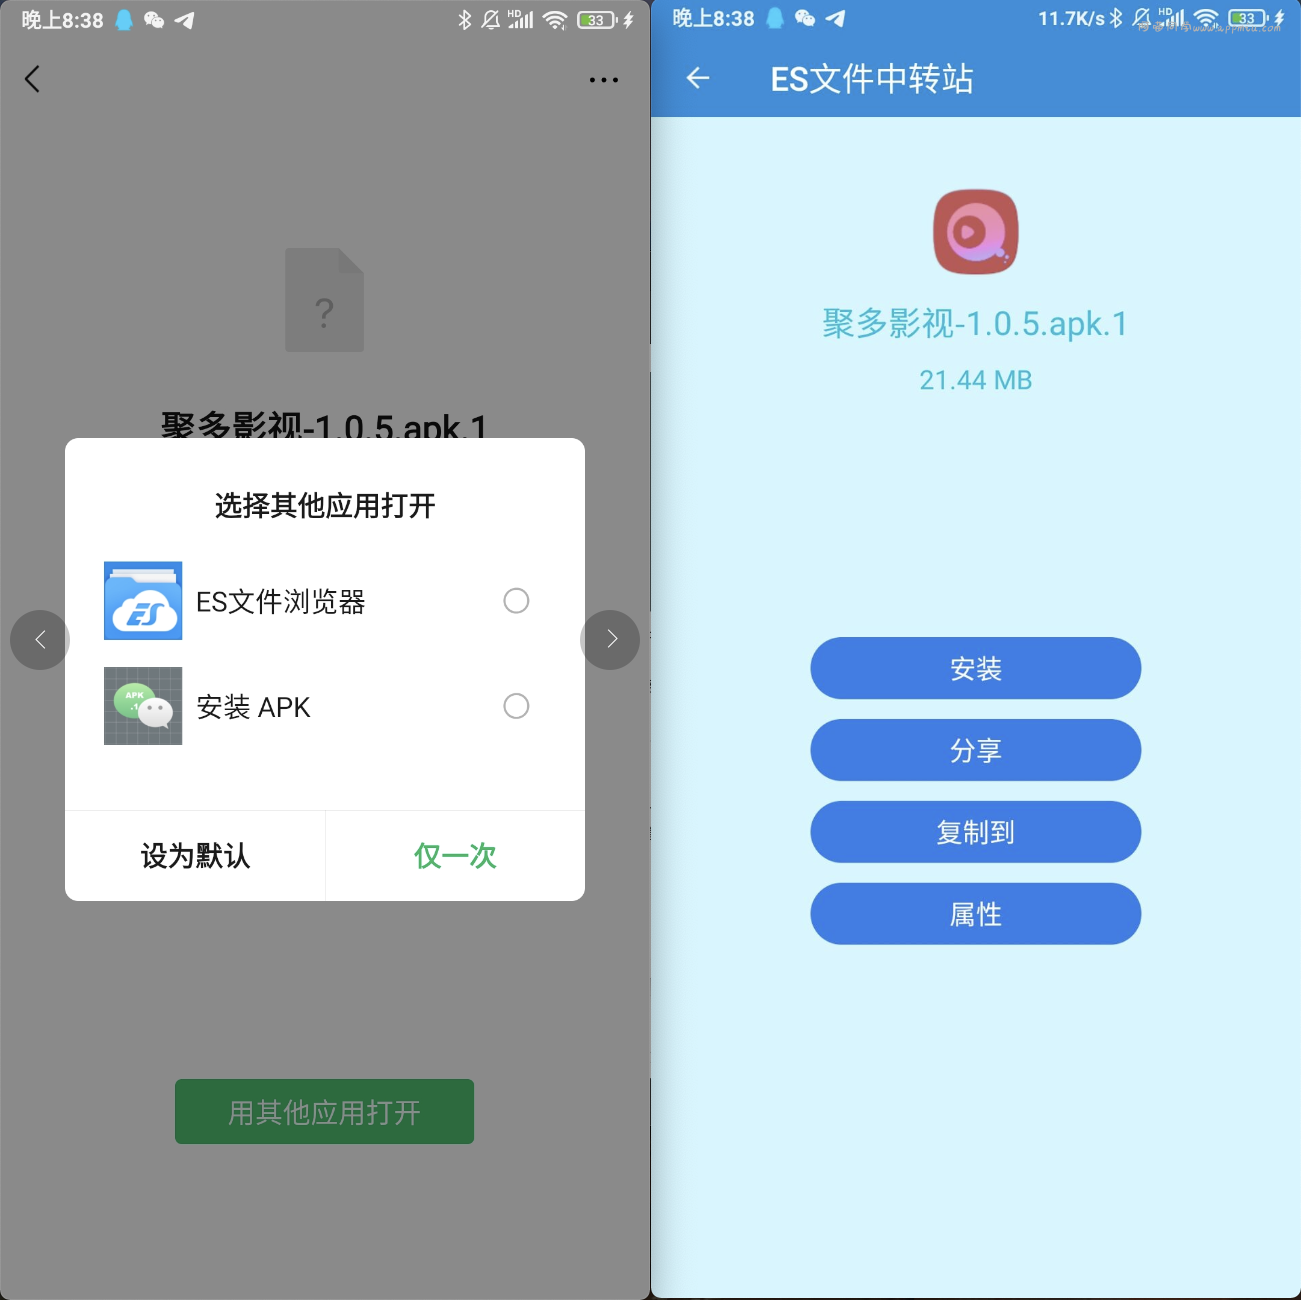 晚上8:38
HD
33
?
聚多影视-1.0.5.apk.1
选择其他应用打开
ES文件浏览器
APK
.1
安装 APK
设为默认
仅一次
用其他应用打开
晚上8:38
11.7K/s
HD
33
ES文件中转站
聚多影视-1.0.5.apk.1
21.44 MB
安装
分享
复制到
属性